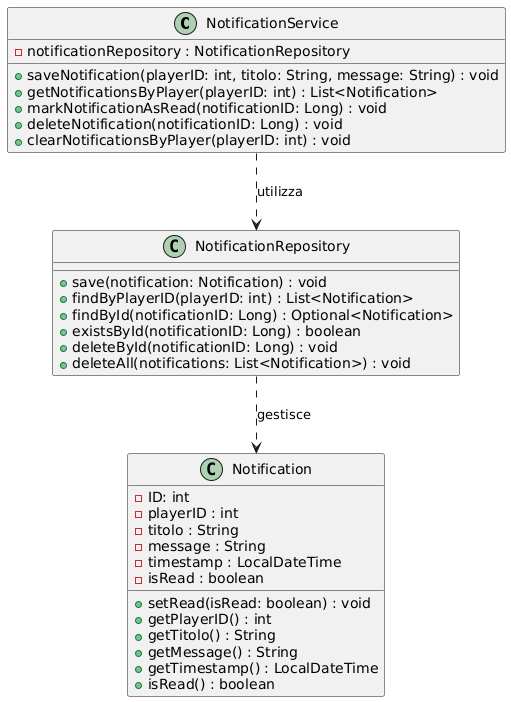 C NotificationService
notificationRepository : NotificationRepository
saveNotification(playerID: int, titolo: String, message: String) : void
getNotificationsByPlayer(playerID: int) : List<Notification>
markNotificationAsRead(notificationID: Long) : void
deleteNotification(notificationID: Long) : void
clearNotificationsByPlayer(playerID: int) : void
utilizza
C NotificationRepository
save(notification: Notification) : void
findByPlayerID(playerID: int) : List<Notification>
findById(notificationID: Long) : Optional<Notification>
existsById(notificationID: Long) : boolean
deleteById(notificationID: Long) : void
deleteAll(notifications: List<Notification>) : void
gestisce
C Notification
ID: int
playerID : int
titolo : String
message : String
timestamp : LocalDateTime
isRead : boolean
setRead(isRead: boolean) : void
getPlayerID() : int
getTitolo() : String
getMessage() : String
getTimestamp() : LocalDateTime
isRead() : boolean